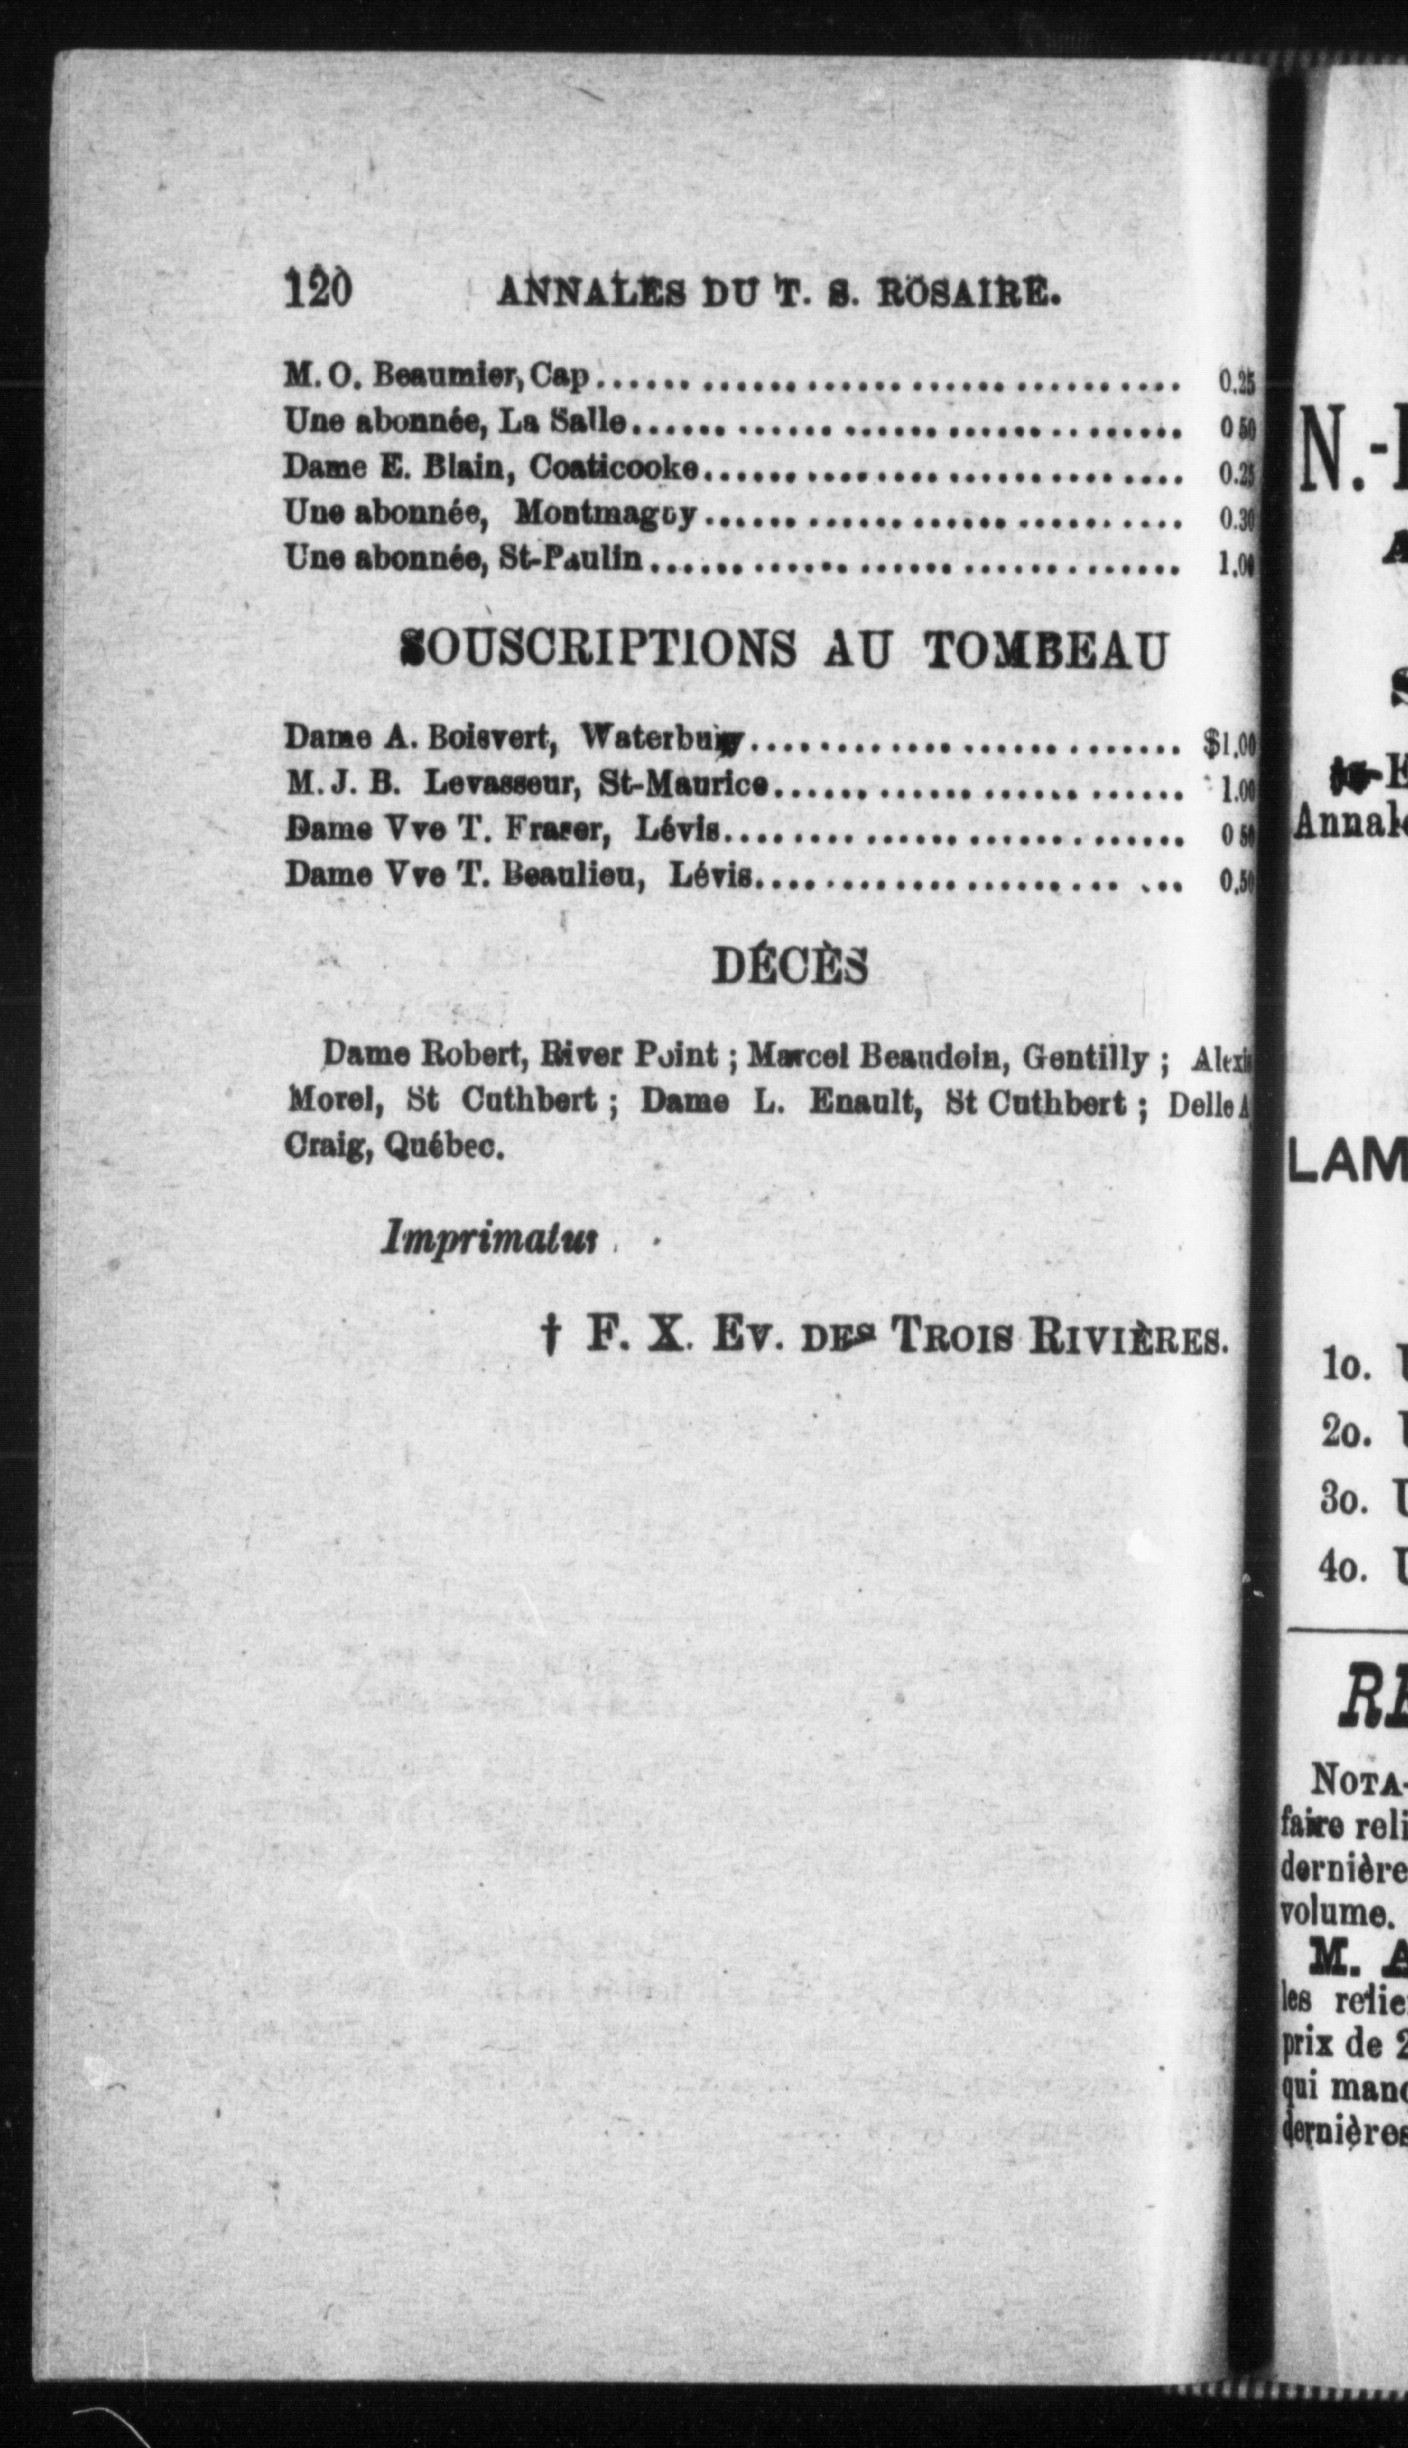 120 ANNALES DU T. S. ROSAIRE.
M. O. Beaumier, Cap........................................ 0.25
Une abonnée, La Salle........................................ 0 50
Dame E. Blain, Coaticooke........................................ 0.25
Une abonnée, Montmagny........................................ 0.30
Une abonnée, St-Paulin........................................ 1.00
SOUSCRIPTIONS AU TOMBEAU
Dame A. Boisvert, Waterbury........................................ $1.00
M. J. B. Levasseur, St-Maurice........................................ 1.00
Dame Vve T. Fraser, Lévis........................................ 0 50
Dame Vve T. Beaulieu, Lévis........................................ 0.50
DÉCÈS
Dame Robert, River Point ; Marcel Beaudoin, Gentilly ; Alexis
Morel, St Cuthbert ; Dame L. Enault, St Cuthbert ; Delle A
Craig, Québec.
Imprimatur
† F. X. EV. DES TROIS RIVIÈRES.
N.-
Annal
LAM
1o. U
2o. U
3o. U
4o. U
RE
NOTA-
faire reli
dernière
volume.
M. A
les relie
prix de 2
qui manq
dernières